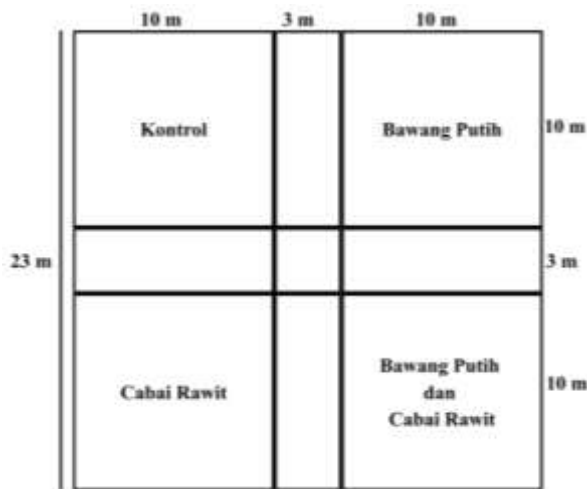 10 m 3 m 10 m
Kontrol Bawang Putih 10 m
23 m 3 m
Cabai Rawit
Bawang Putih
dan
Cabai Rawit
10 m